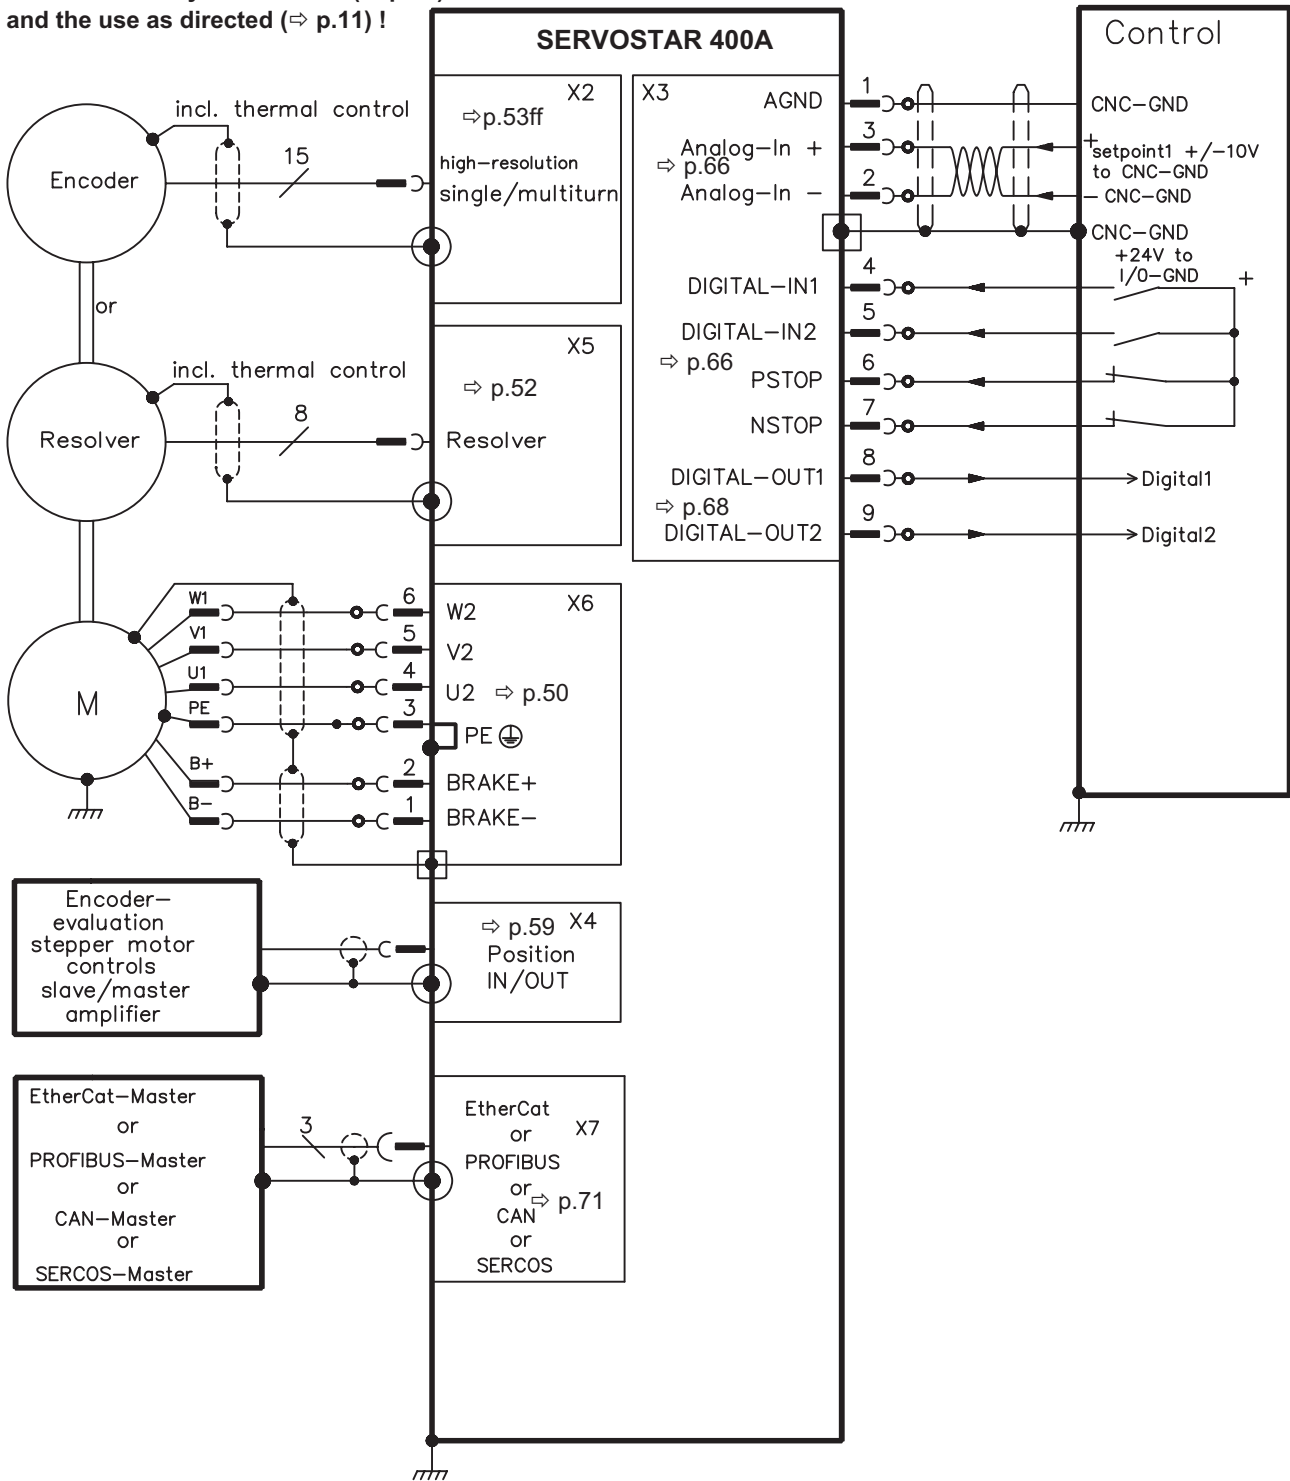 and the use as directed (⇨ p.11) !
SERVOSTAR 400A
Control
Encoder
incl. thermal control
15
X2
⇨p.53ff
high-resolution
single/multiturn
or
Resolver
incl. thermal control
8
X5
⇨ p.52
Resolver
X3
AGND
1
CNC-GND
Analog-In +
3
⇨ p.66
Analog-In -
2
+
setpoint1 +/-10V
to CNC-GND
- CNC-GND
CNC-GND
+24V to
I/O-GND
+
DIGITAL-IN1
4
DIGITAL-IN2
5
⇨ p.66
PSTOP
6
NSTOP
7
DIGITAL-OUT1
8
Digital1
⇨ p.68
DIGITAL-OUT2
9
Digital2
M
W1
6
W2
X6
V1
5
V2
U1
4
U2 ⇨ p.50
PE
3
PE
B+
2
BRAKE+
B-
1
BRAKE-
Encoder-
evaluation
stepper motor
controls
slave/master
amplifier
⇨ p.59 X4
Position
IN/OUT
EtherCat-Master
or
PROFIBUS-Master
or
CAN-Master
or
SERCOS-Master
3
EtherCat
or
X7
PROFIBUS
or
⇨ p.71
CAN
or
SERCOS